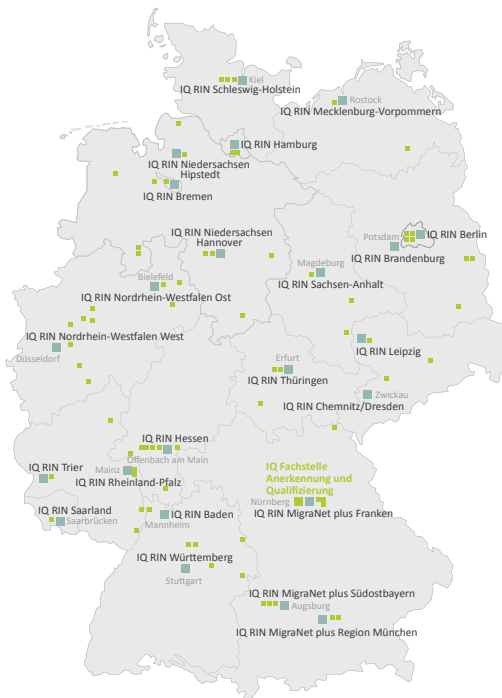 Kiel
IQ RIN Schleswig-Holstein
Rostock
IQ RIN Mecklenburg-Vorpommern
IQ RIN Hamburg
IQ RIN Niedersachsen
Hipstedt
IQ RIN Bremen
IQ RIN Niedersachsen
Hannover
Potsdam
IQ RIN Berlin
IQ RIN Brandenburg
Magdeburg
IQ RIN Sachsen-Anhalt
Bielefeld
IQ RIN Nordrhein-Westfalen Ost
IQ RIN Nordrhein-Westfalen West
Düsseldorf
IQ RIN Leipzig
Erfurt
IQ RIN Thüringen
Zwickau
IQ RIN Chemnitz/Dresden
IQ RIN Hessen
Offenbach am Main
IQ RIN Trier
Mainz
IQ RIN Rheinland-Pfalz
IQ Fachstelle
Anerkennung und
Qualifizierung
Nürnberg
IQ RIN MigraNet plus Franken
IQ RIN Saarland
Saarbrücken
IQ RIN Baden
Mannheim
IQ RIN Württemberg
Stuttgart
IQ RIN MigraNet plus Südostbayern
Augsburg
IQ RIN MigraNet plus Region München